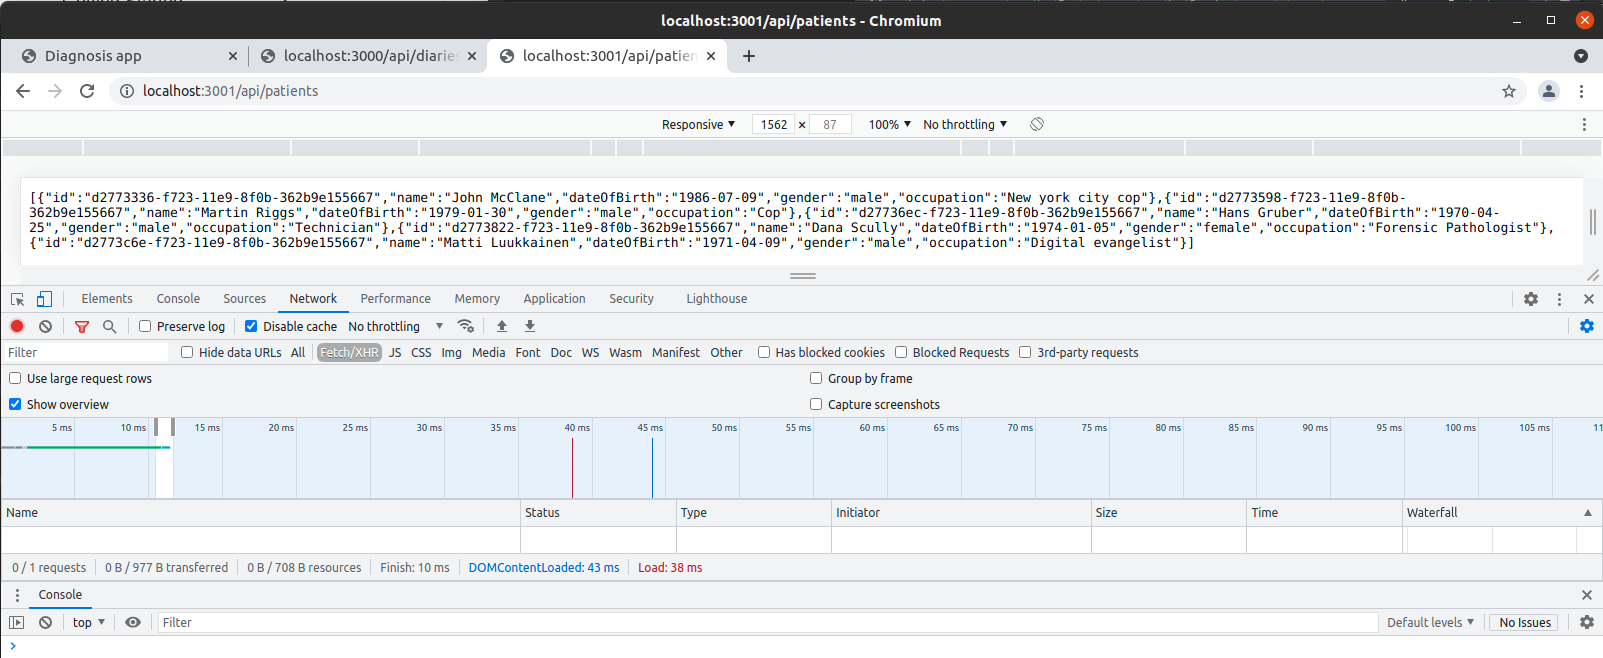 localhost:3001/api/patients - Chromium
Diagnosis app
localhost:3000/api/diaries
localhost:3001/api/patien
localhost:3001/api/patients
Responsive 1562 × 87 100% No throttling
[{"id":"d2773336-f723-11e9-8f0b-362b9e155667","name":"John McClane","dateOfBirth":"1986-07-09","gender":"male","occupation":"New york city cop"},{"id":"d2773598-f723-11e9-8f0b-
362b9e155667","name":"Martin Riggs","dateOfBirth":"1979-01-30","gender":"male","occupation":"Cop"},{"id":"d27736ec-f723-11e9-8f0b-362b9e155667","name":"Hans Gruber","dateOfBirth":"1970-04-
25","gender":"male","occupation":"Technician"},{"id":"d2773822-f723-11e9-8f0b-362b9e155667","name":"Dana Scully","dateOfBirth":"1974-01-05","gender":"female","occupation":"Forensic Pathologist"},
{"id":"d2773c6e-f723-11e9-8f0b-362b9e155667","name":"Matti Luukkainen","dateOfBirth":"1971-04-09","gender":"male","occupation":"Digital evangelist"}]
Elements Console Sources Network Performance Memory Application Security Lighthouse
Preserve log Disable cache No throttling
Filter Hide data URLs All Fetch/XHR JS CSS Img Media Font Doc WS Wasm Manifest Other Has blocked cookies Blocked Requests 3rd-party requests
Use large request rows Group by frame
Show overview Capture screenshots
5 ms 10 ms 15 ms 20 ms 25 ms 30 ms 35 ms 40 ms 45 ms 50 ms 55 ms 60 ms 65 ms 70 ms 75 ms 80 ms 85 ms 90 ms 95 ms 100 ms 105 ms 11
Name Status Type Initiator Size Time Waterfall
0 / 1 requests 0 B / 977 B transferred 0 B / 708 B resources Finish: 10 ms DOMContentLoaded: 43 ms Load: 38 ms
Console
top Filter Default levels No Issues